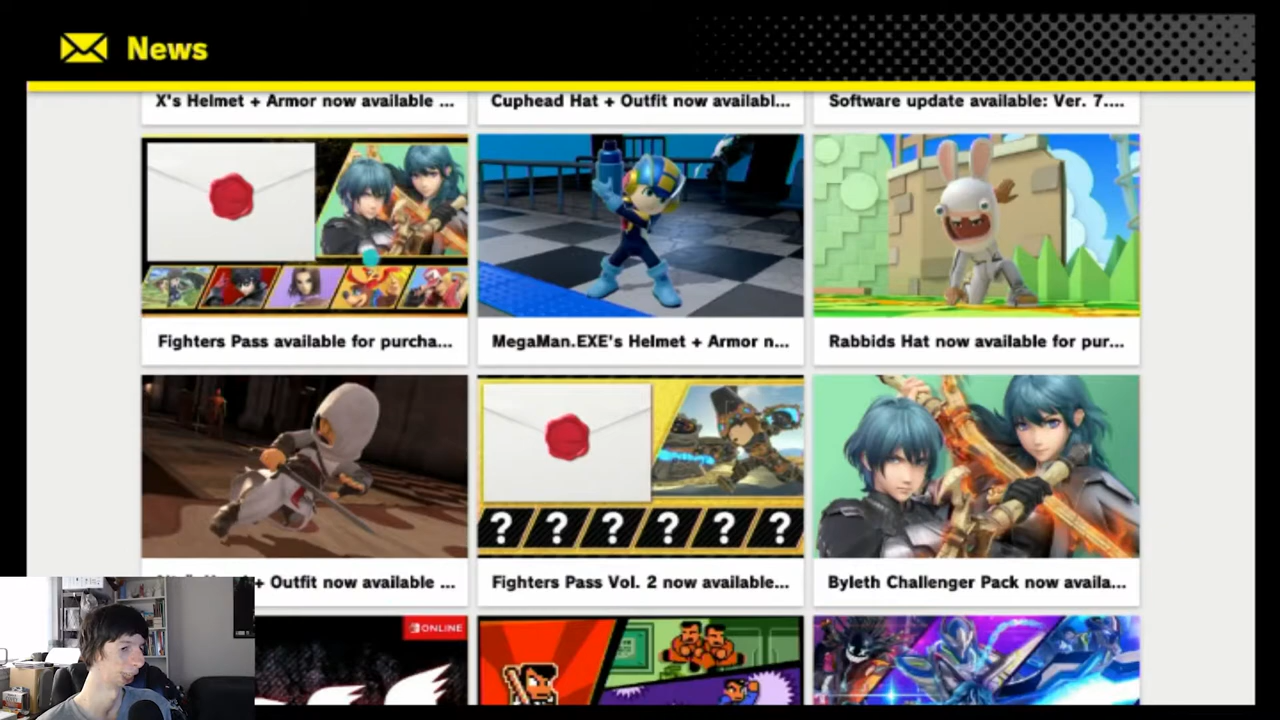 News
X's Helmet + Armor now available ...
Cuphead Hat + Outfit now availabl...
Software update available: Ver. 7....
Fighters Pass available for purcha...
MegaMan.EXE's Helmet + Armor n...
Rabbids Hat now available for pur...
? ? ? ? ? ?
+ Outfit now available ...
Fighters Pass Vol. 2 now available...
Byleth Challenger Pack now availa...
ONLINE